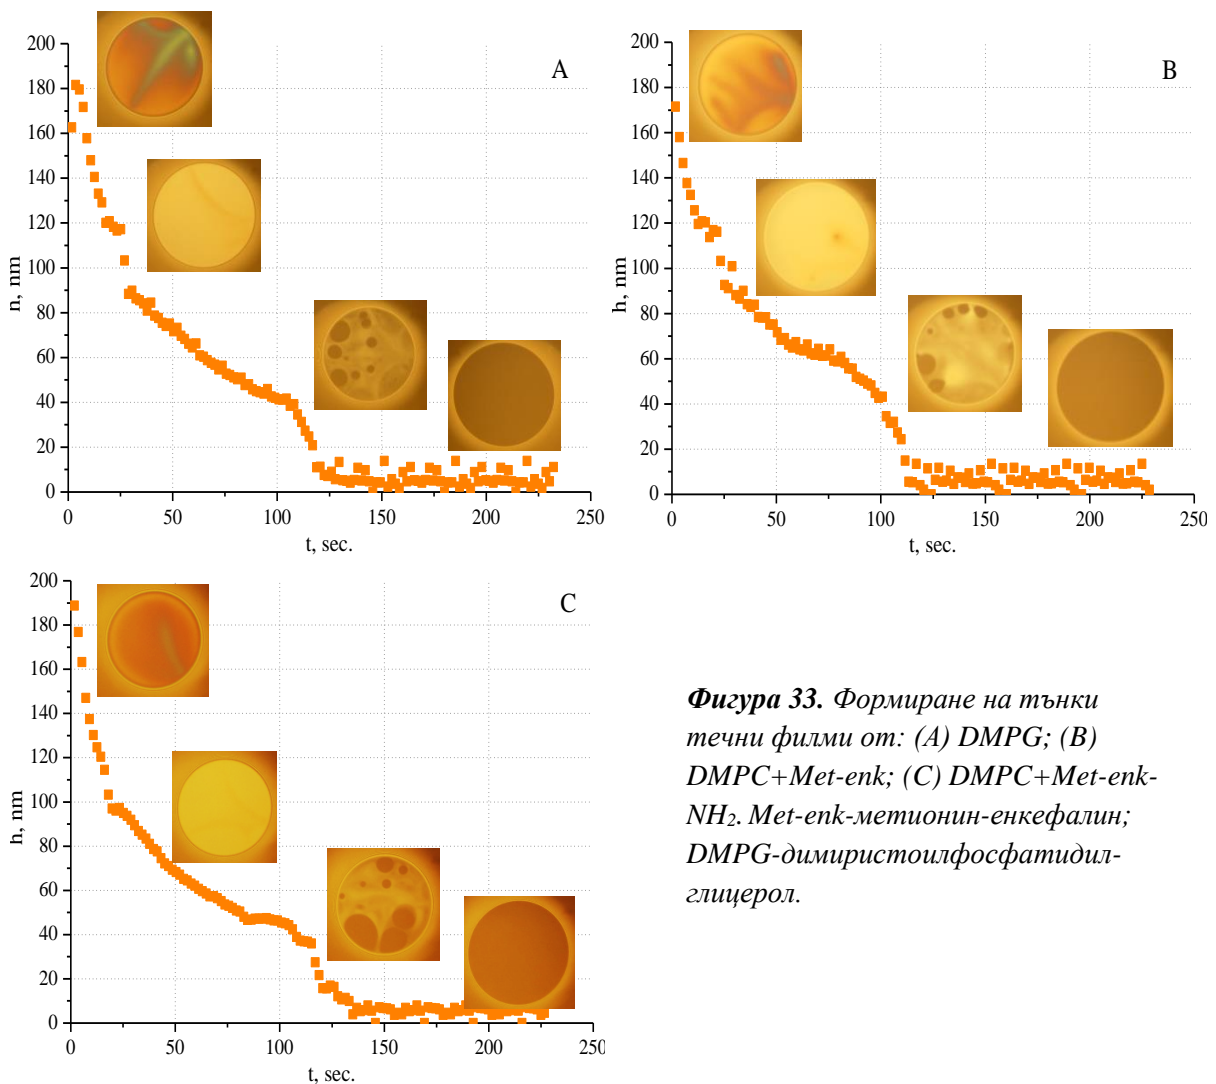 A
200
180
160
140
120
100
80
60
40
20
0
h, nm
0 50 100 150 200 250
t, sec.
B
200
180
160
140
120
100
80
60
40
20
0
h, nm
0 50 100 150 200 250
t, sec.
C
200
180
160
140
120
100
80
60
40
20
0
h, nm
0 50 100 150 200 250
t, sec.
Фигура 33. Формиране на тънки
течни филми от: (A) DMPG; (B)
DMPC+Met-enk; (C) DMPC+Met-enk-
NH₂. Met-enk-метионин-енкефалин;
DMPG-димиристоилфосфатидил-
глицерол.